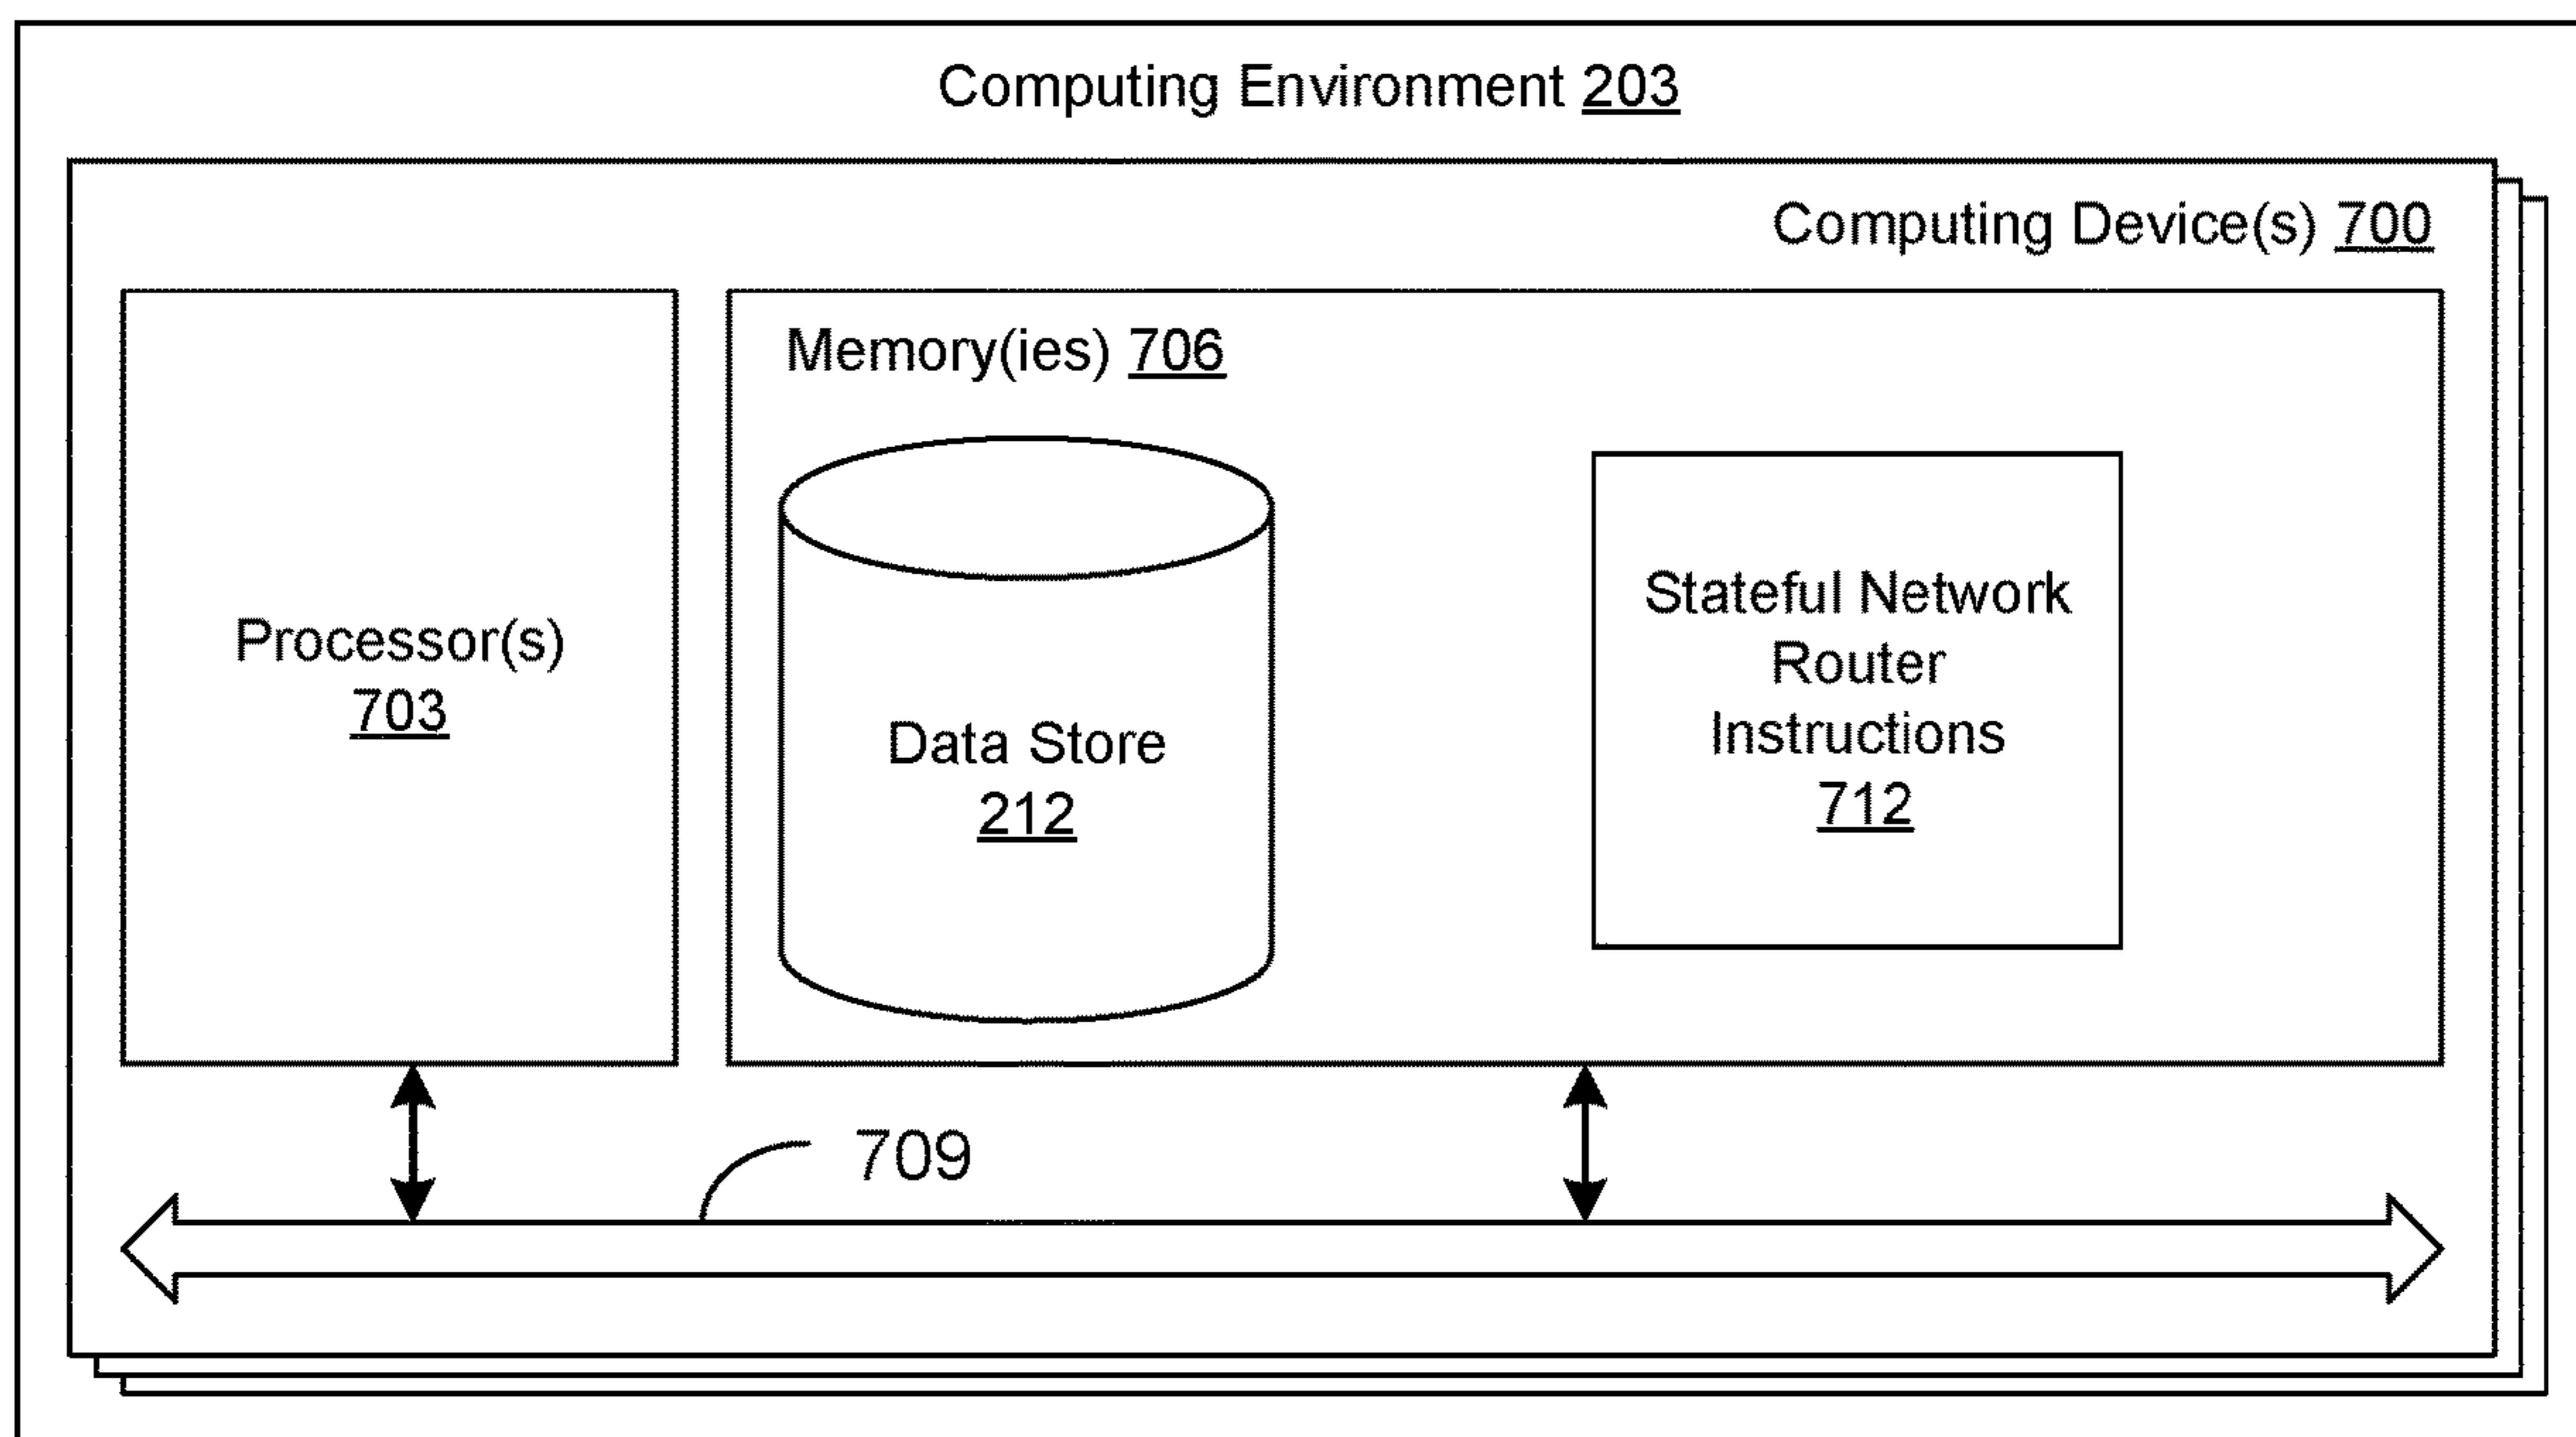 Computing Environment 203
Computing Device(s) 700
Memory(ies) 706
Processor(s)
703
Data Store
212
Stateful Network
Router
Instructions
712
709